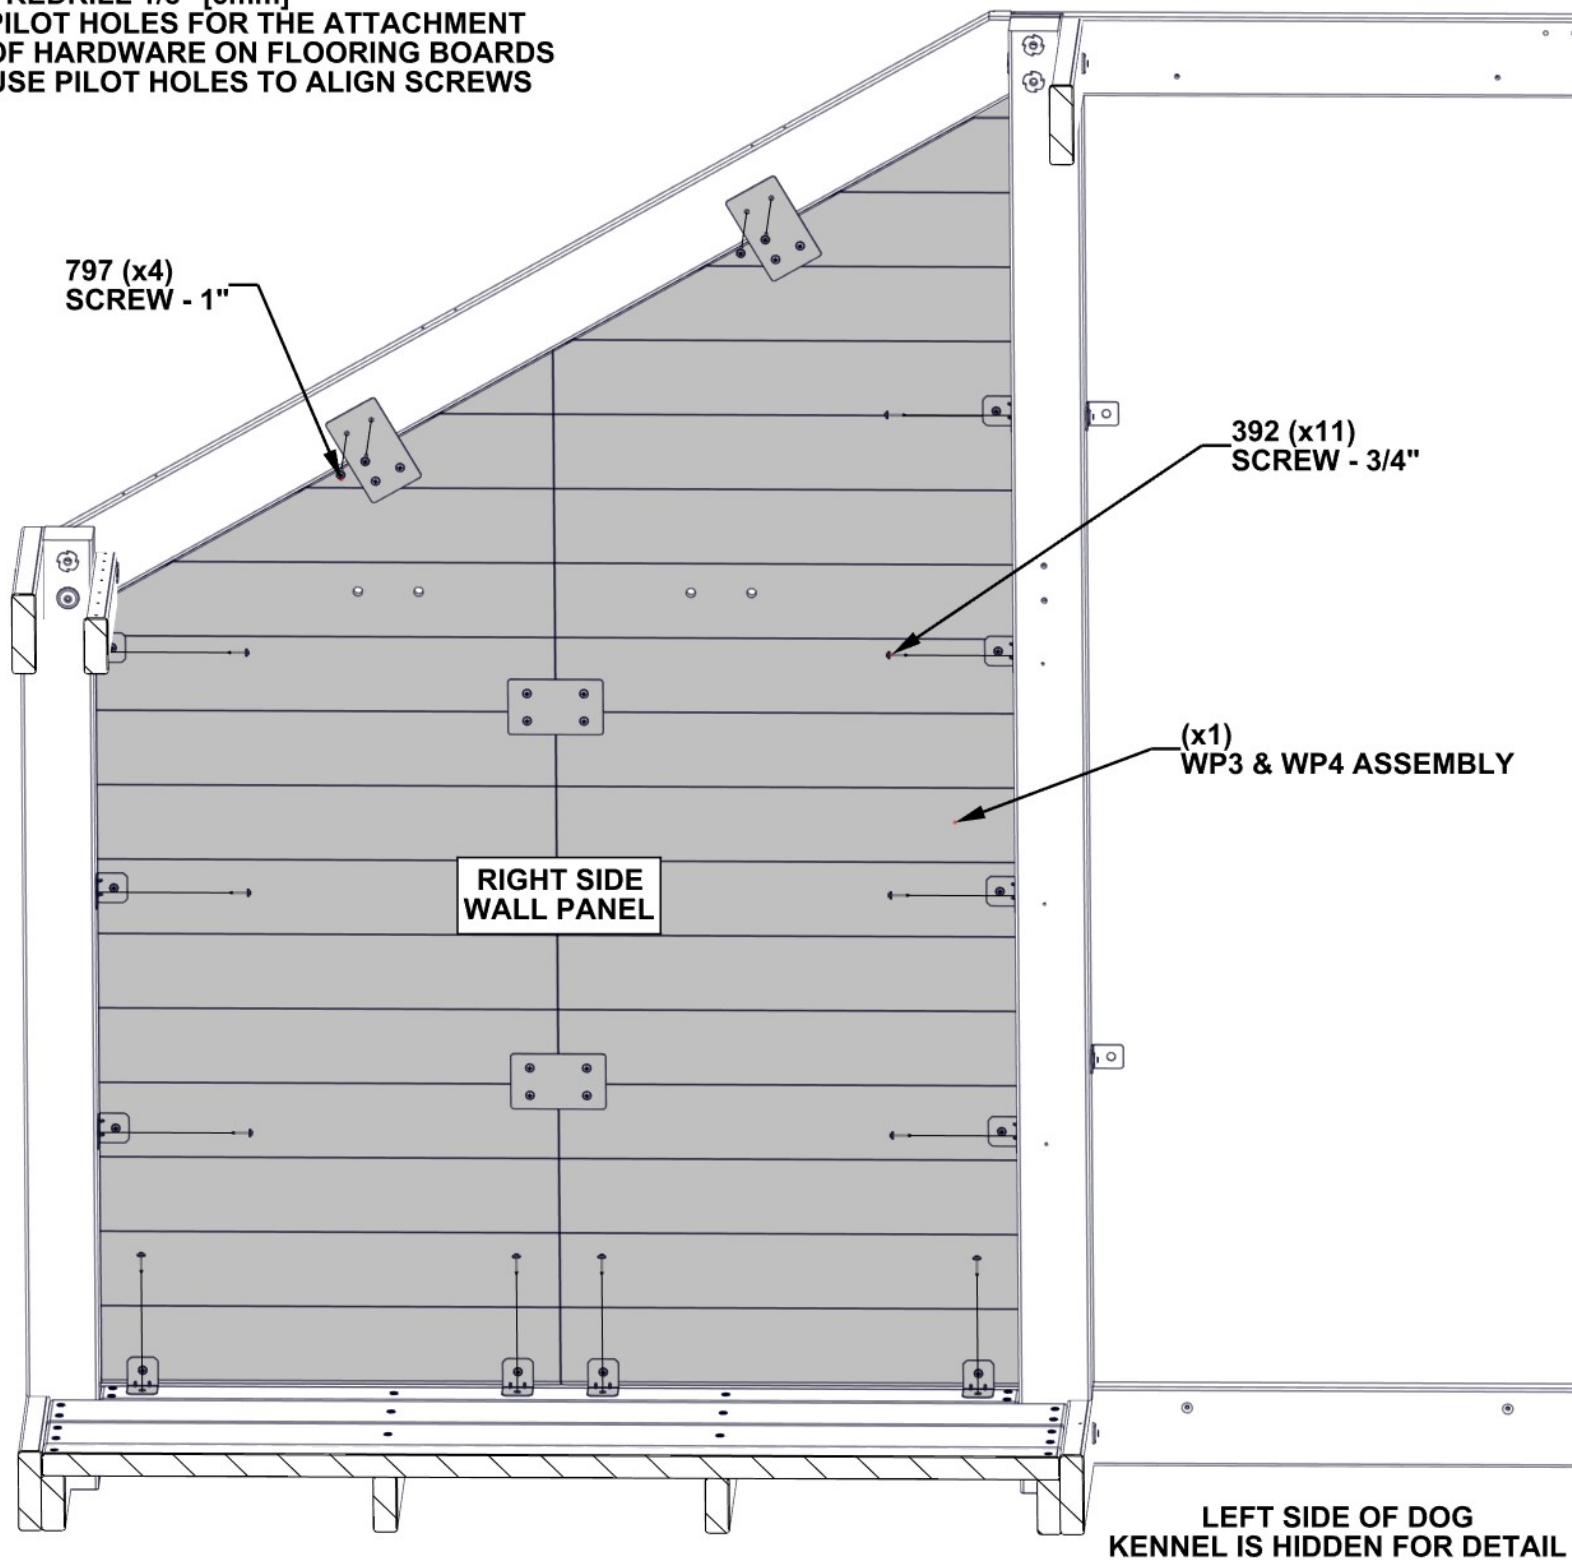 PILOT HOLES FOR THE ATTACHMENT
OF HARDWARE ON FLOORING BOARDS
USE PILOT HOLES TO ALIGN SCREWS
797 (x4)
SCREW - 1"
392 (x11)
SCREW - 3/4"
(x1)
WP3 & WP4 ASSEMBLY
RIGHT SIDE
WALL PANEL
LEFT SIDE OF DOG
KENNEL IS HIDDEN FOR DETAIL